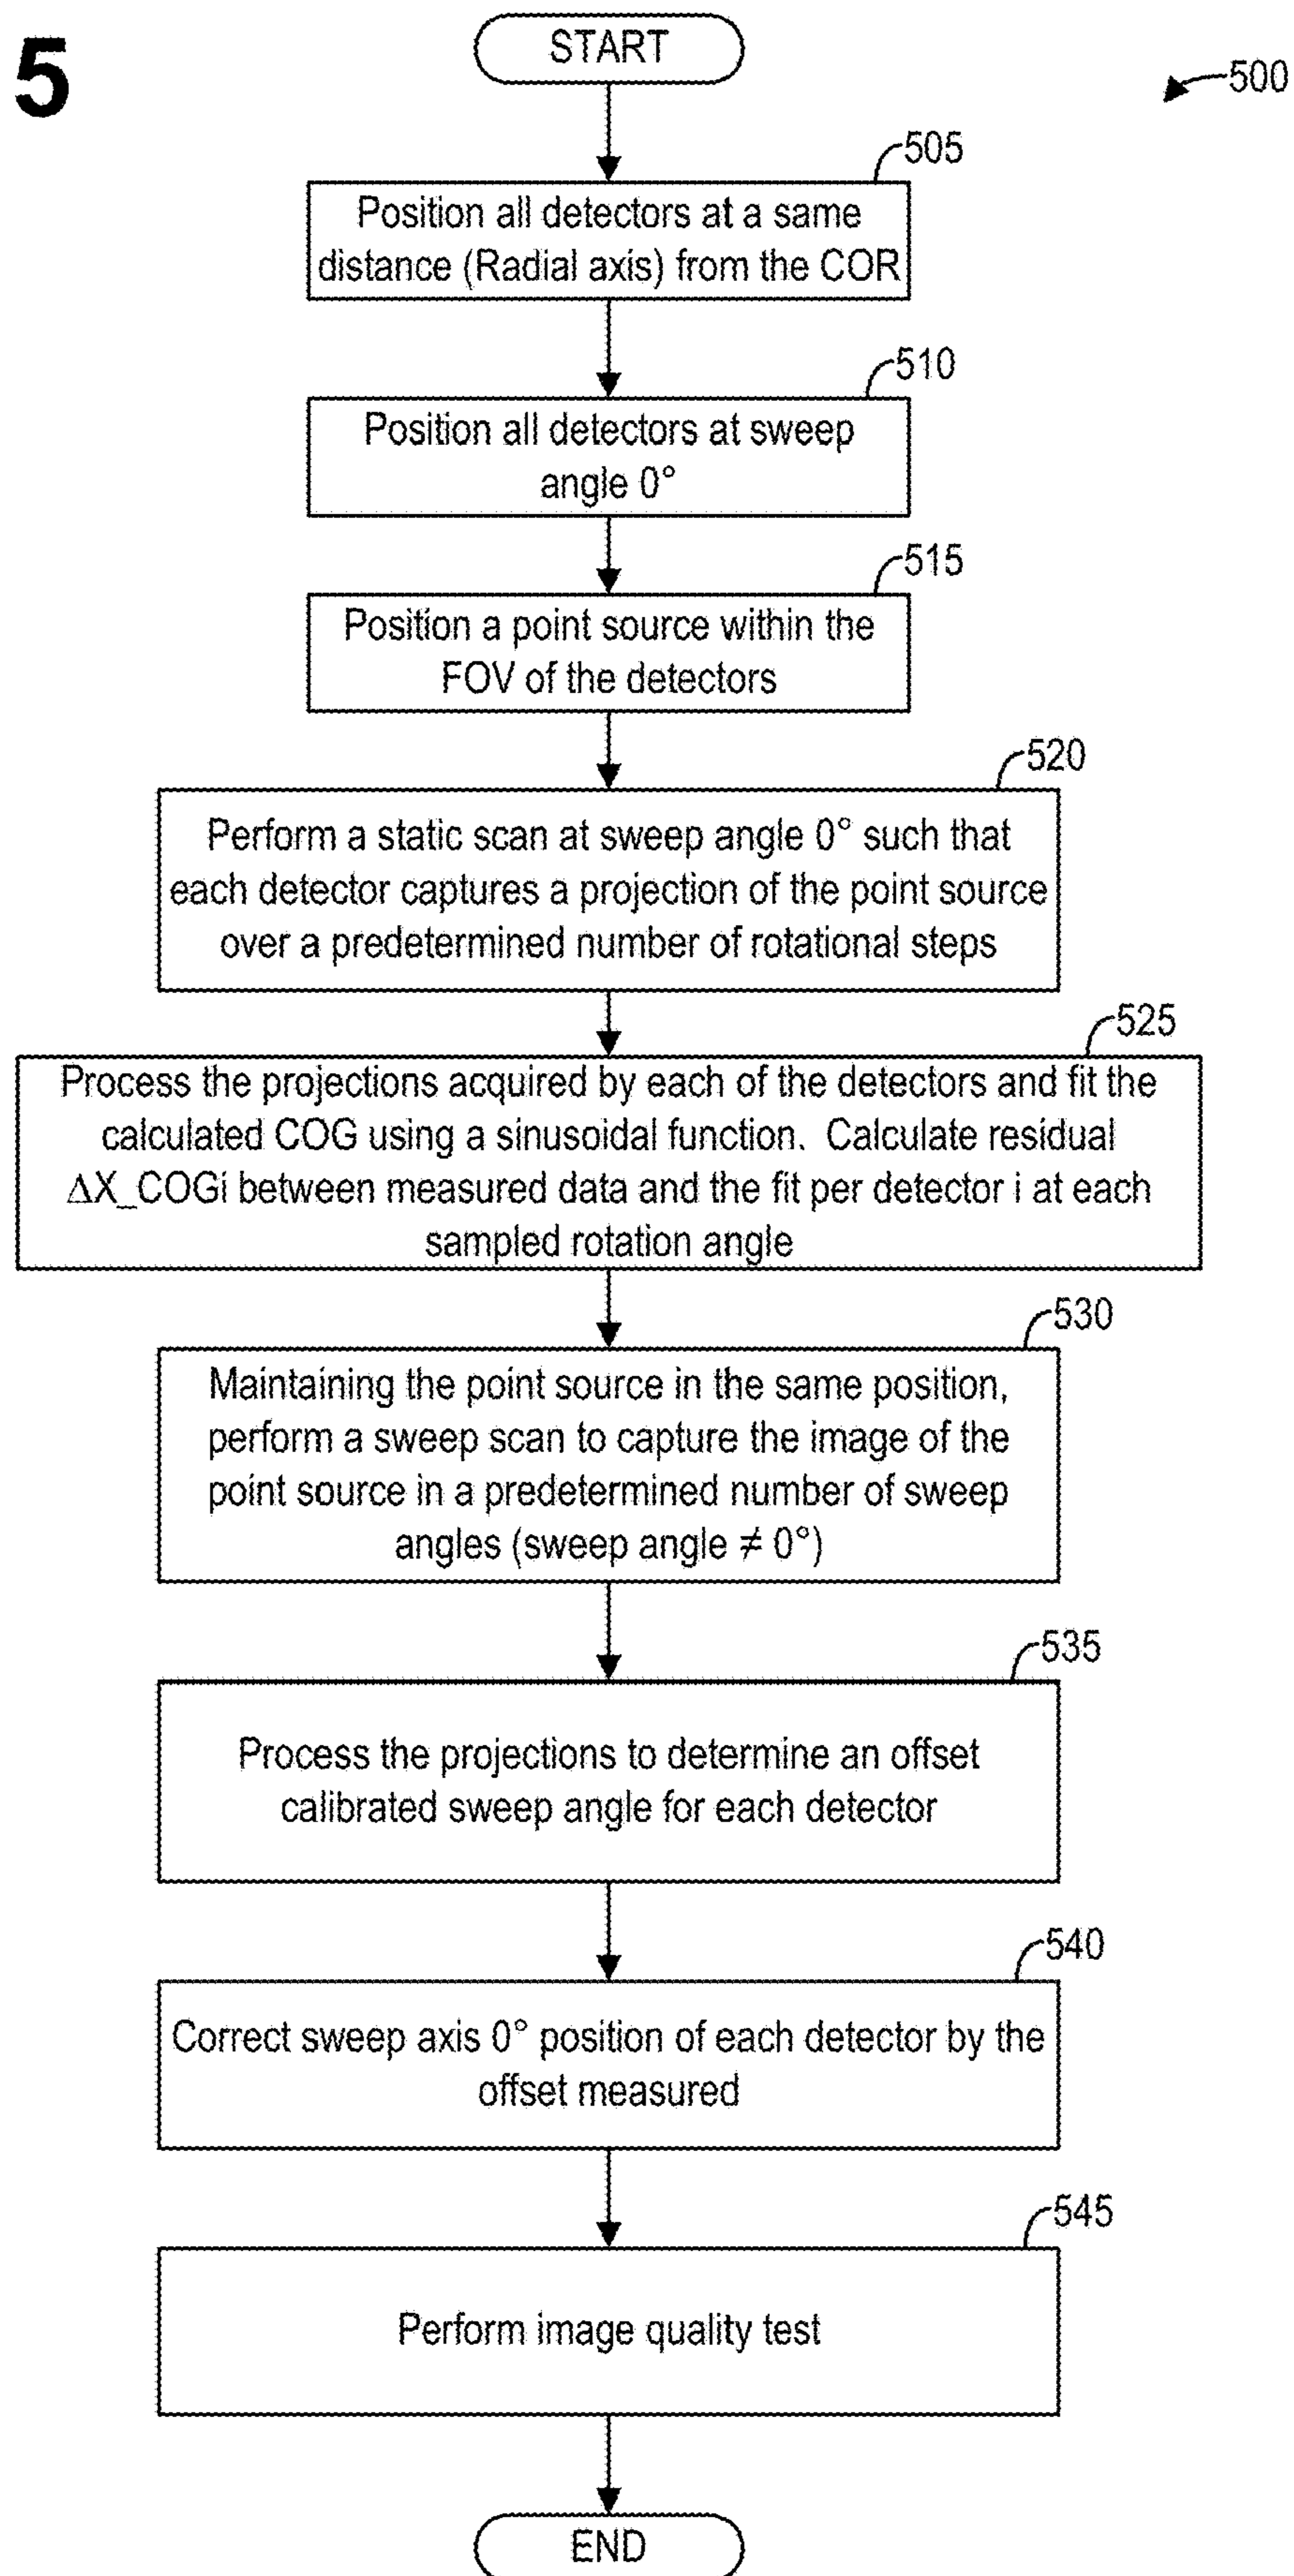 5
START
500
505
Position all detectors at a same
distance (Radial axis) from the COR
510
Position all detectors at sweep
angle 0°
515
Position a point source within the
FOV of the detectors
520
Perform a static scan at sweep angle 0° such that
each detector captures a projection of the point source
over a predetermined number of rotational steps
525
Process the projections acquired by each of the detectors and fit the
calculated COG using a sinusoidal function. Calculate residual
ΔX_COGi between measured data and the fit per detector i at each
sampled rotation angle
530
Maintaining the point source in the same position,
perform a sweep scan to capture the image of the
point source in a predetermined number of sweep
angles (sweep angle ≠ 0°)
535
Process the projections to determine an offset
calibrated sweep angle for each detector
540
Correct sweep axis 0° position of each detector by the
offset measured
545
Perform image quality test
END